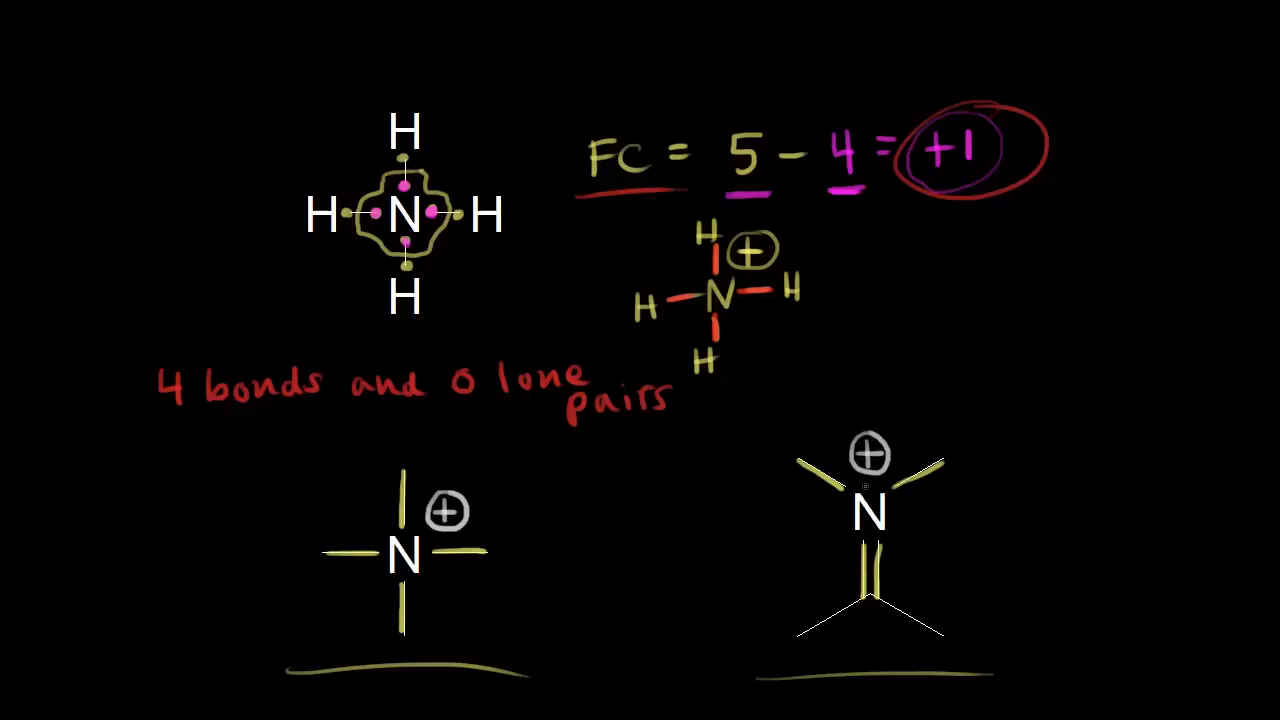 H
H N H
H
FC = 5 - 4 = +1
H +
H N H
H
4 bonds and 0 lone
pairs
+
N
+
N